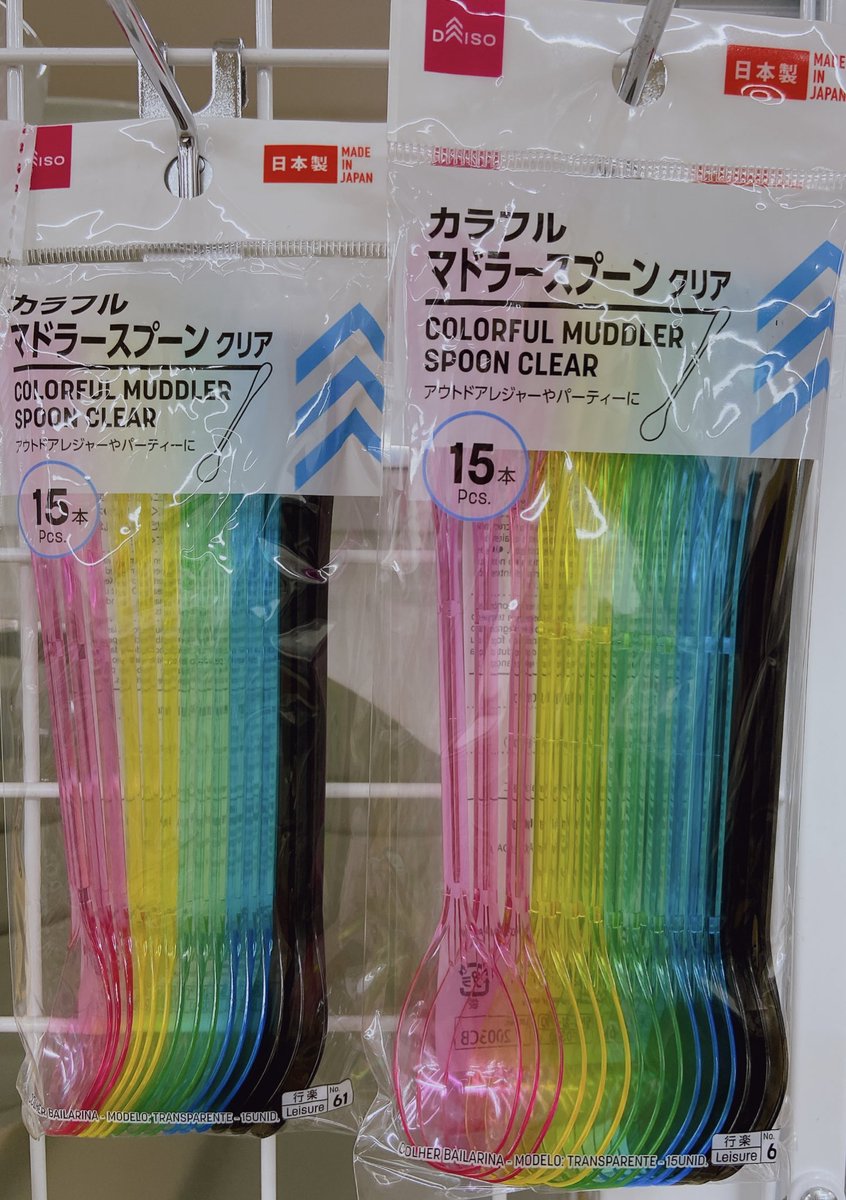 DAISO
日本製
MADE
IN
JAPAN
カラフル
マドラースプーン クリア
COLORFUL MUDDLER
SPOON CLEAR
アウトドアレジャーやパーティーに
15本
Pcs.
COLHER BAILARINA - MODELO: TRANSPARENTE - 15UNID.
行楽
Leisure
No.
61
DAISO
日本製
MADE
IN
JAPAN
カラフル
マドラースプーン クリア
COLORFUL MUDDLER
SPOON CLEAR
アウトドアレジャーやパーティーに
15本
Pcs.
2003CB
COLHER BAILARINA - MODELO: TRANSPARENTE - 15UNID.
行楽
Leisure
No.
6